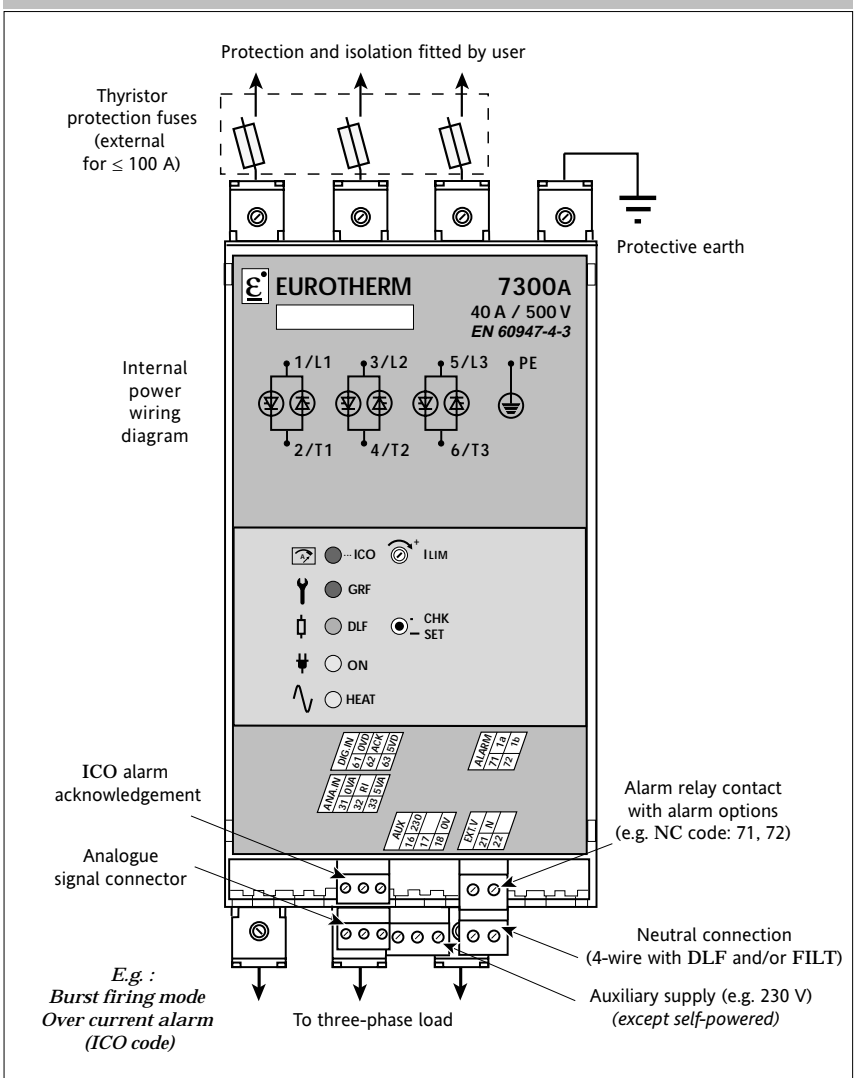 Protection and isolation fitted by user
Thyristor
protection fuses
(external
for ≤ 100 A)
Protective earth
ε EUROTHERM
7300A
40 A / 500 V
EN 60947-4-3
Internal
power
wiring
diagram
1/L1 3/L2 5/L3 PE
2/T1 4/T2 6/T3
A ICO + ILIM
GRF
DLF CHK
SET
ON
HEAT
DIG.IN
61 0VD
62 ACK
63 5VD
ALARM
71 1a
72 1b
ANA.IN
31 0VA
32 RI
33 5VA
AUX
16 230
17
18 0V
EXT.V
21 N
22
ICO alarm
acknowledgement
Analogue
signal connector
Alarm relay contact
with alarm options
(e.g. NC code: 71, 72)
Neutral connection
(4-wire with DLF and/or FILT)
Auxiliary supply (e.g. 230 V)
(except self-powered)
E.g. :
Burst firing mode
Over current alarm
(ICO code)
To three-phase load